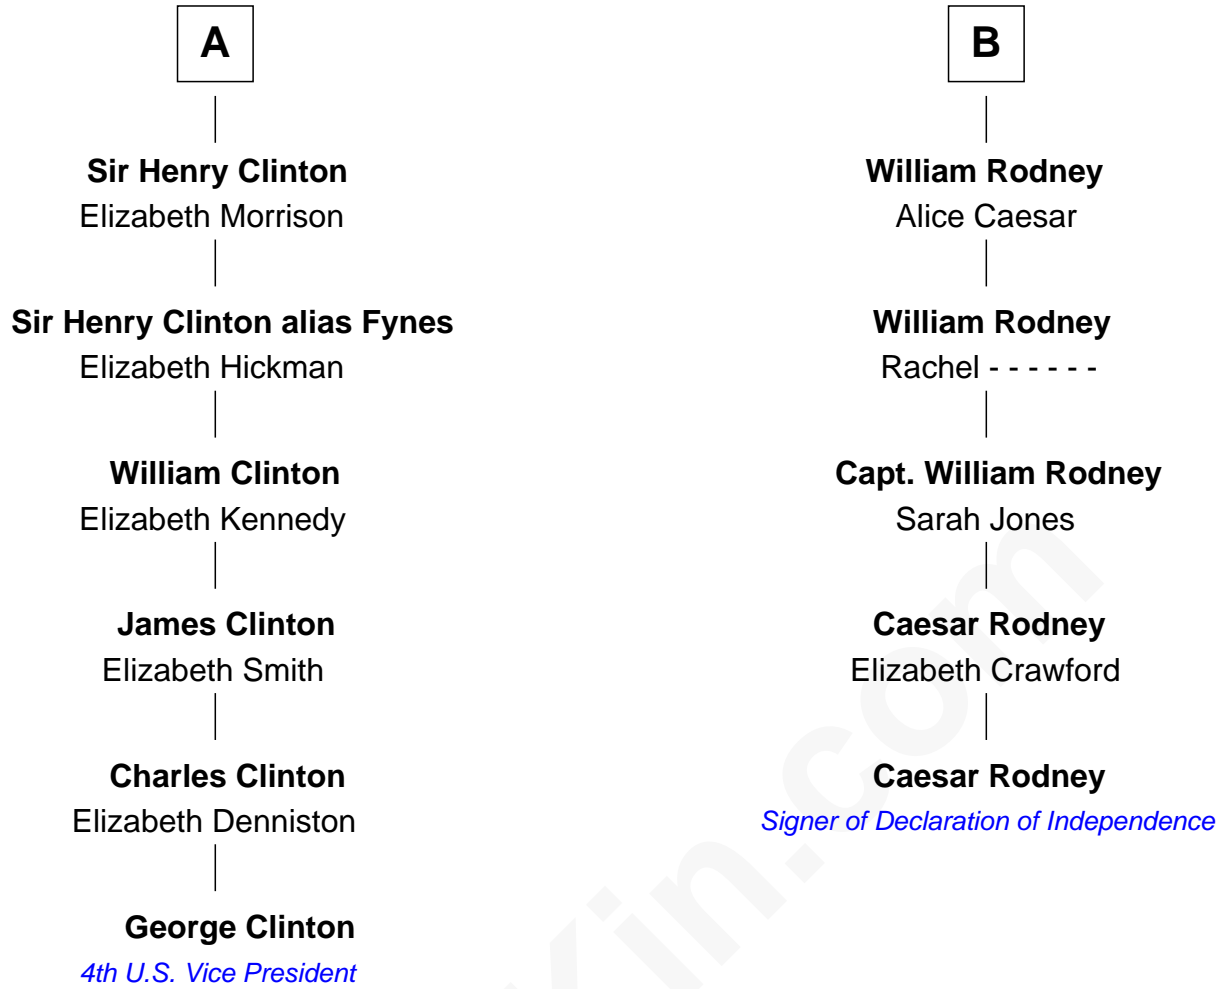 A
Sir Henry Clinton
Elizabeth Morrison
Sir Henry Clinton alias Fynes
Elizabeth Hickman
William Clinton
Elizabeth Kennedy
James Clinton
Elizabeth Smith
Charles Clinton
Elizabeth Denniston
George Clinton
4th U.S. Vice President
B
William Rodney
Alice Caesar
William Rodney
Rachel - - - - - -
Capt. William Rodney
Sarah Jones
Caesar Rodney
Elizabeth Crawford
Caesar Rodney
Signer of Declaration of Independence
Kin.com